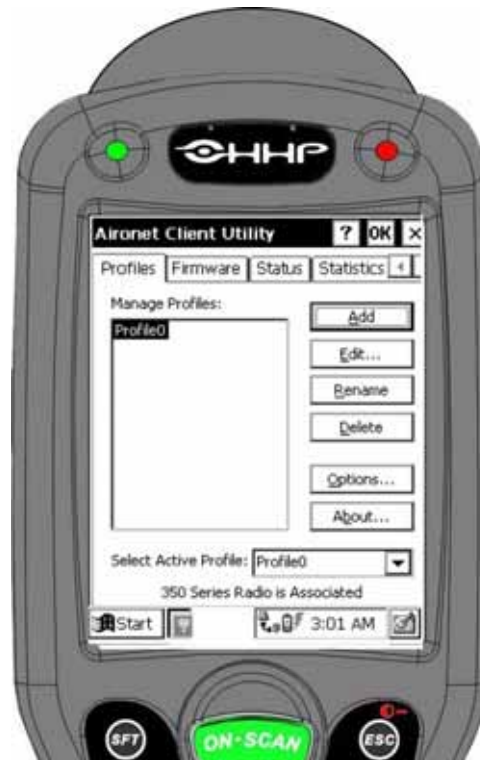 HHP
Aironet Client Utility ? OK ×
Profiles Firmware Status Statistics
Manage Profiles:
Profile0
Add
Edit...
Rename
Delete
Options...
About...
Select Active Profile: Profile0
350 Series Radio is Associated
Start 3:01 AM
SFT
ON-SCAN
ESC